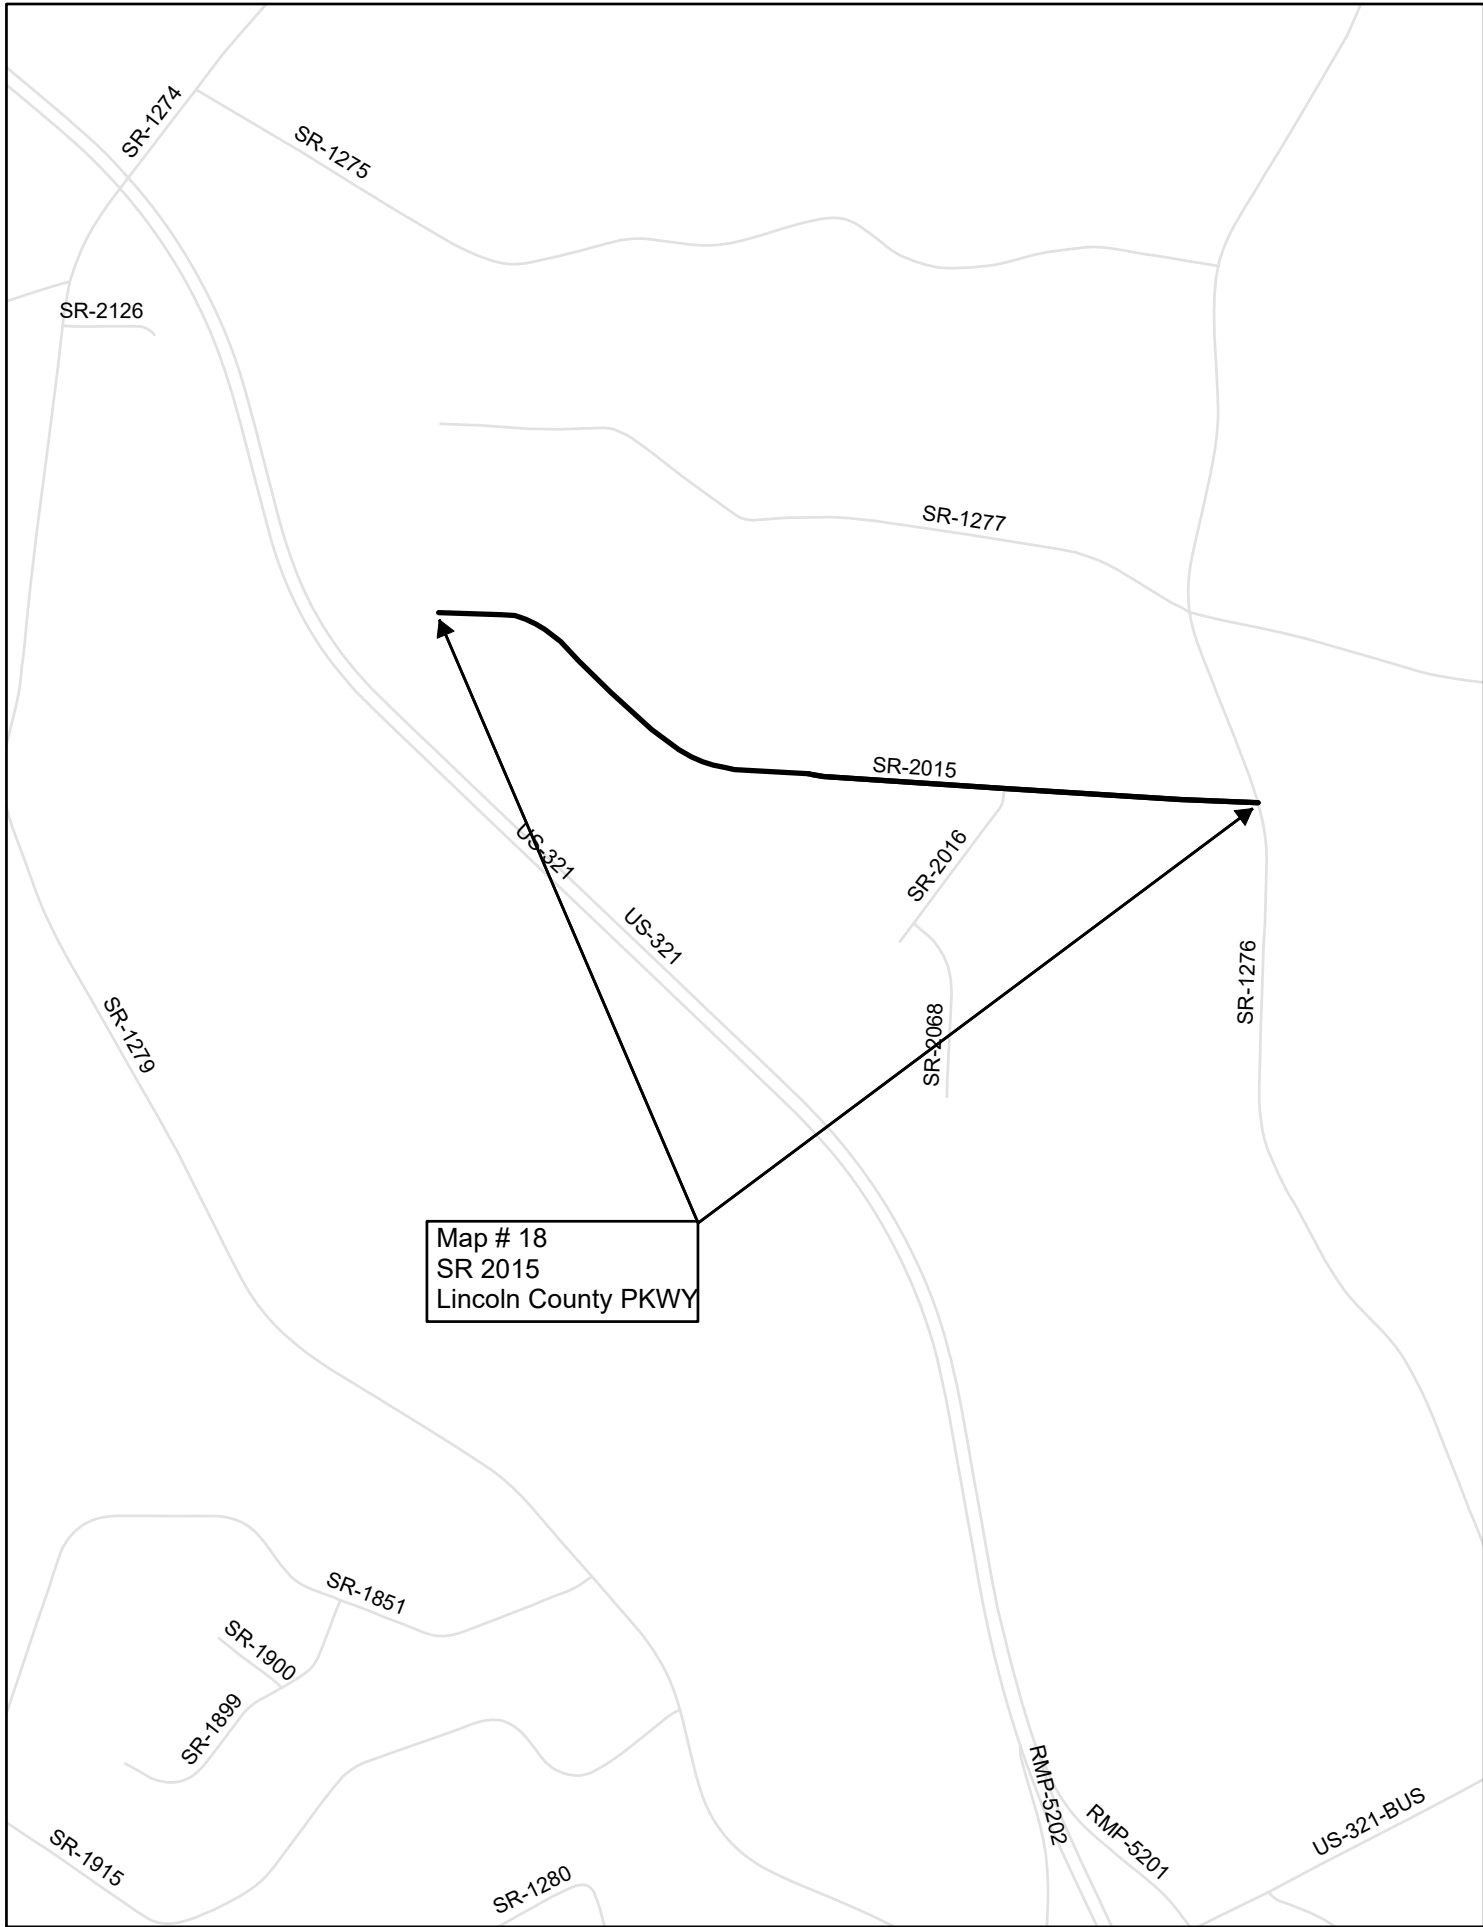 SR-1274
SR-1275
SR-2126
SR-1277
SR-2015
US-321
SR-2016
US-321
SR-1276
SR-1279
SR-2068
Map # 18
SR 2015
Lincoln County PKWY
SR-1851
SR-1900
SR-1899
RMP-5202
RMP-5201
US-321-BUS
SR-1915
SR-1280